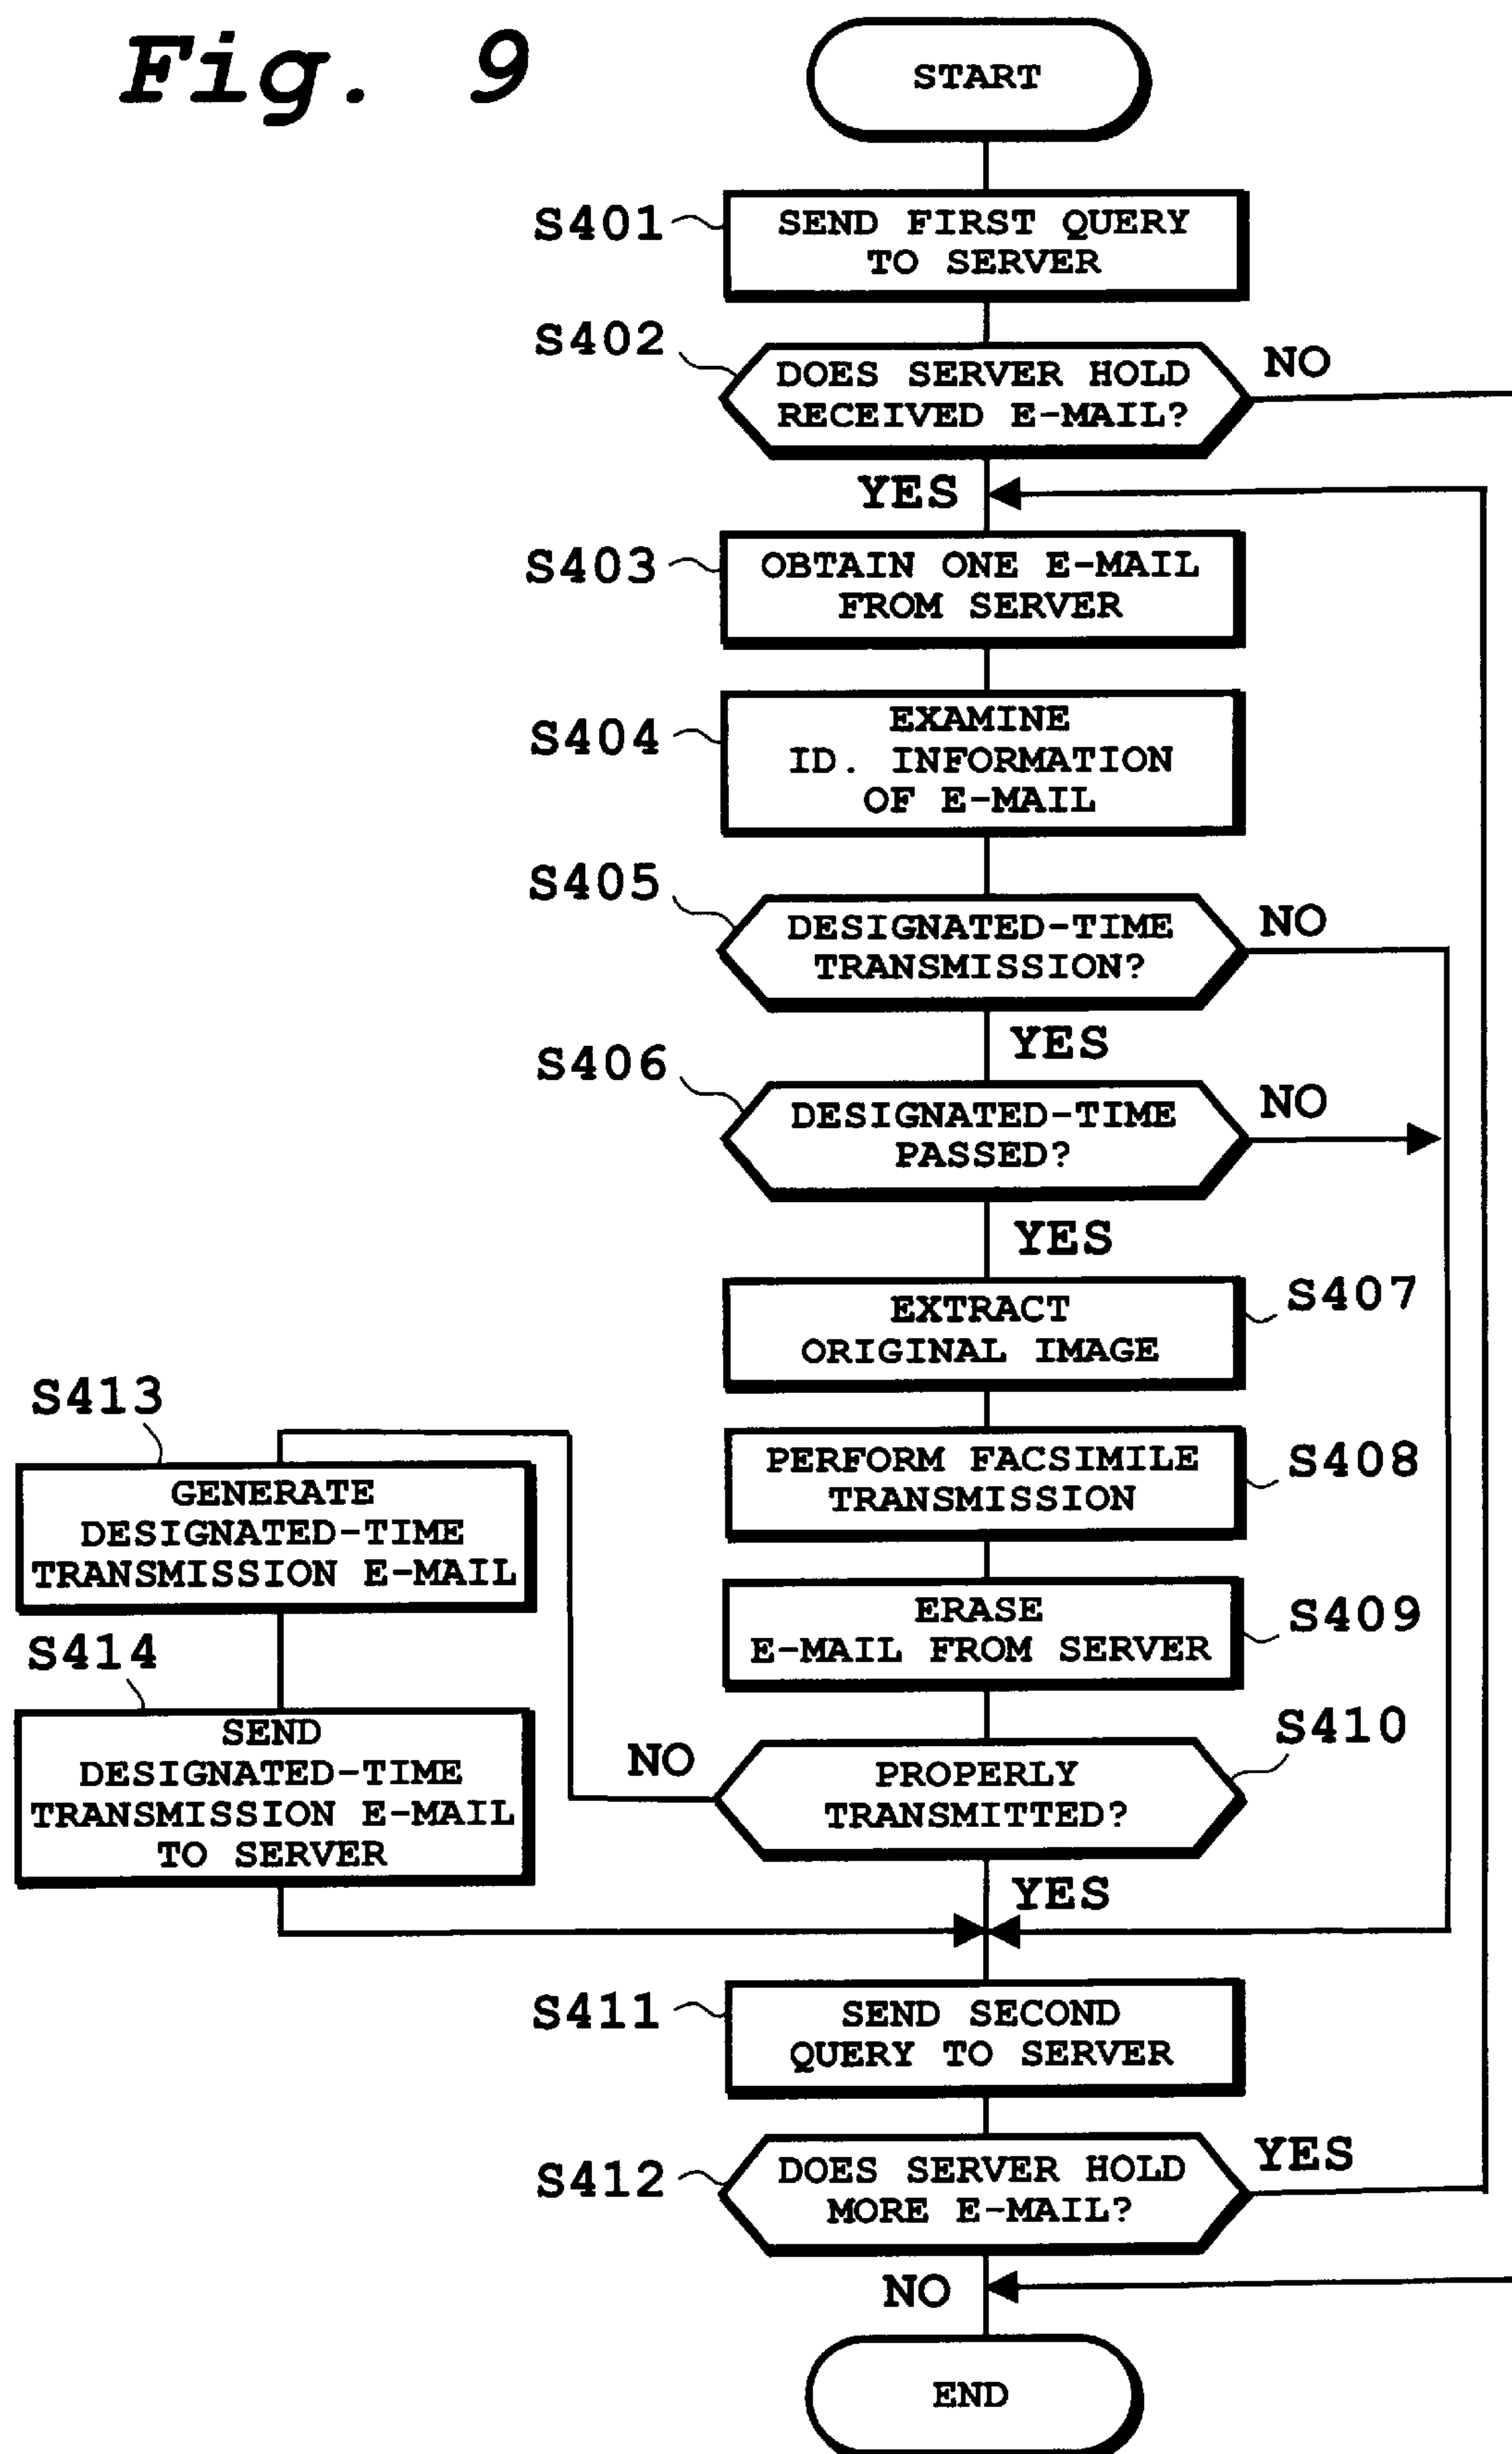 Fig. 9
START
S401
SEND FIRST QUERY
TO SERVER
S402
DOES SERVER HOLD
RECEIVED E-MAIL?
NO
YES
S403
OBTAIN ONE E-MAIL
FROM SERVER
S404
EXAMINE
ID. INFORMATION
OF E-MAIL
S405
DESIGNATED-TIME
TRANSMISSION?
NO
YES
S406
DESIGNATED-TIME
PASSED?
NO
YES
S407
EXTRACT
ORIGINAL IMAGE
S408
PERFORM FACSIMILE
TRANSMISSION
S409
ERASE
E-MAIL FROM SERVER
S410
PROPERLY
TRANSMITTED?
NO
YES
S413
GENERATE
DESIGNATED-TIME
TRANSMISSION E-MAIL
S414
SEND
DESIGNATED-TIME
TRANSMISSION E-MAIL
TO SERVER
S411
SEND SECOND
QUERY TO SERVER
S412
DOES SERVER HOLD
MORE E-MAIL?
YES
NO
END